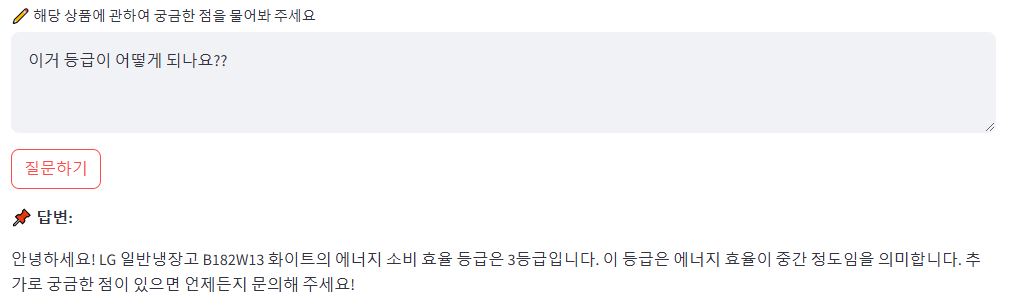 해당 상품에 관하여 궁금한 점을 물어봐 주세요
이거 등급이 어떻게 되나요??
질문하기
답변:
안녕하세요! LG 일반냉장고 B182W13 화이트의 에너지 소비 효율 등급은 3등급입니다. 이 등급은 에너지 효율이 중간 정도임을 의미합니다. 추
가로 궁금한 점이 있으면 언제든지 문의해 주세요!